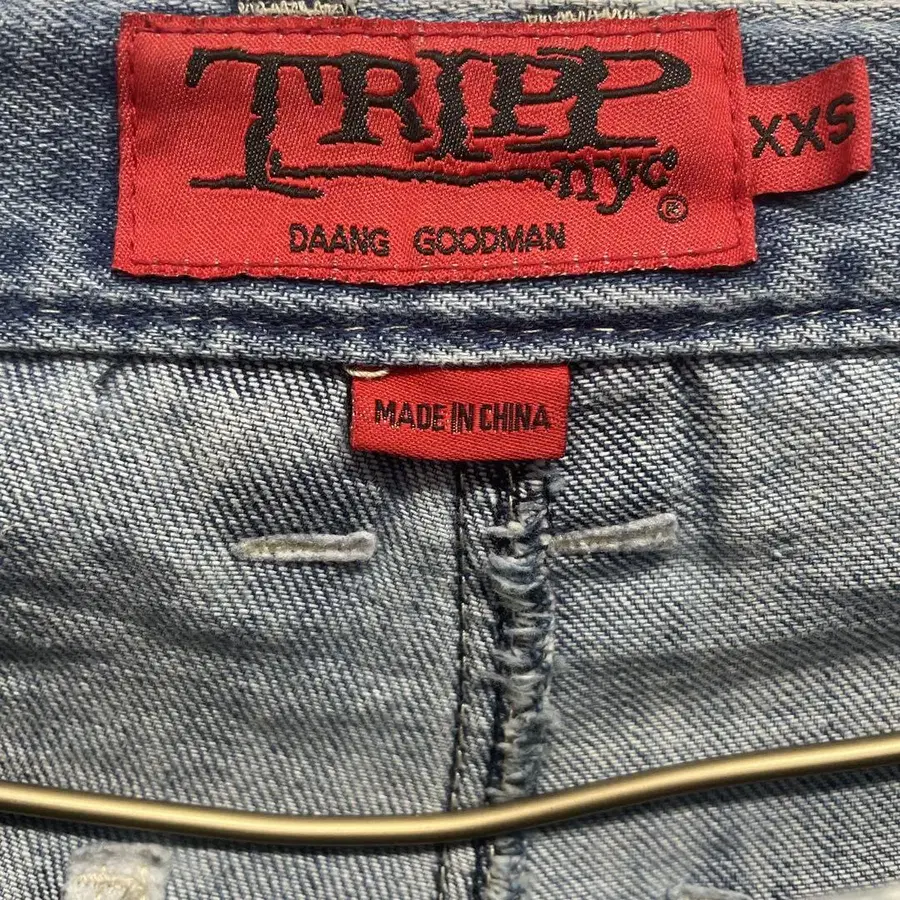 TRIPP
nyc®
DAANG GOODMAN
XXS
MADE IN CHINA